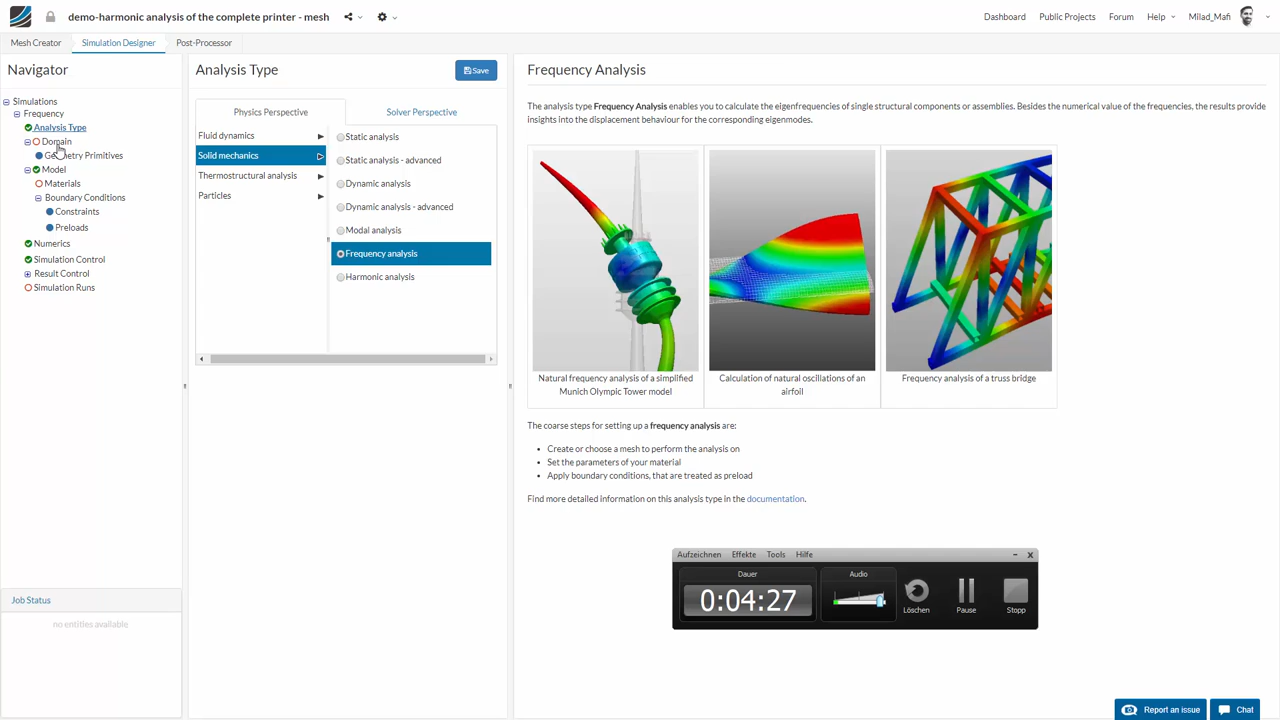 demo-harmonic analysis of the complete printer - mesh
Dashboard
Public Projects
Forum
Help
Milad_Mafi
Mesh Creator
Simulation Designer
Post-Processor
Navigator
Simulations
Frequency
Analysis Type
Domain
Geometry Primitives
Model
Materials
Boundary Conditions
Constraints
Preloads
Numerics
Simulation Control
Result Control
Simulation Runs
Job Status
no entities available
Analysis Type
Save
Physics Perspective
Solver Perspective
Fluid dynamics
Solid mechanics
Thermostructural analysis
Particles
Static analysis
Static analysis - advanced
Dynamic analysis
Dynamic analysis - advanced
Modal analysis
Frequency analysis
Harmonic analysis
Frequency Analysis
The analysis type Frequency Analysis enables you to calculate the eigenfrequencies of single structural components or assemblies. Besides the numerical value of the frequencies, the results provide
insights into the displacement behaviour for the corresponding eigenmodes.
Natural frequency analysis of a simplified
Munich Olympic Tower model
Calculation of natural oscillations of an
airfoil
Frequency analysis of a truss bridge
The coarse steps for setting up a frequency analysis are:
• Create or choose a mesh to perform the analysis on
• Set the parameters of your material
• Apply boundary conditions, that are treated as preload
Find more detailed information on this analysis type in the documentation.
Aufzeichnen
Effekte
Tools
Hilfe
Dauer
0:04:27
Audio
Löschen
Pause
Stopp
Report an issue
Chat